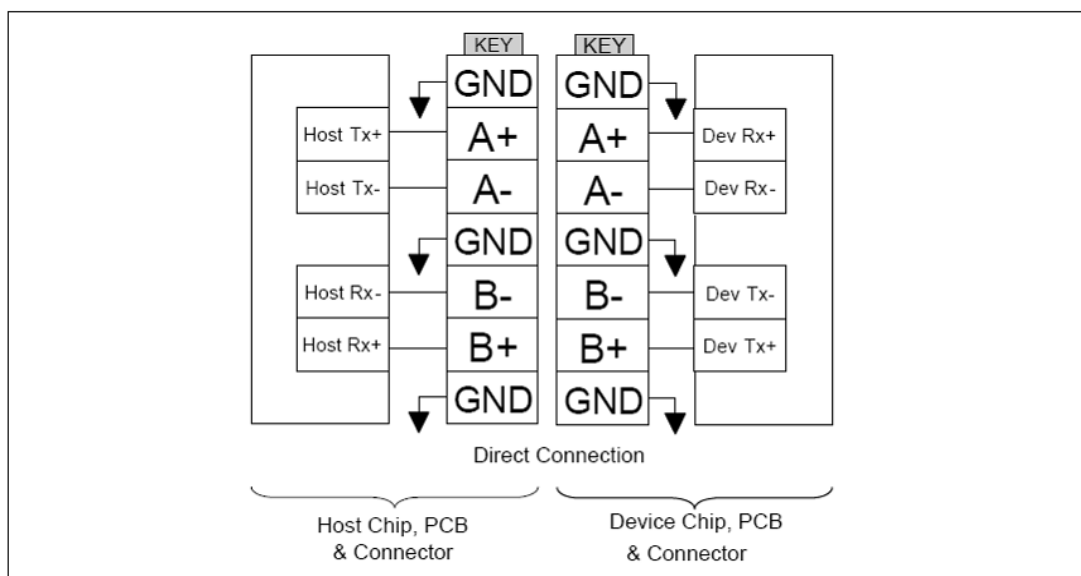 KEY KEY
GND GND
Host Tx+ A+ A+ Dev Rx+
Host Tx- A- A- Dev Rx-
GND GND
Host Rx- B- B- Dev Tx-
Host Rx+ B+ B+ Dev Tx+
GND GND
Direct Connection
Host Chip, PCB
& Connector
Device Chip, PCB
& Connector